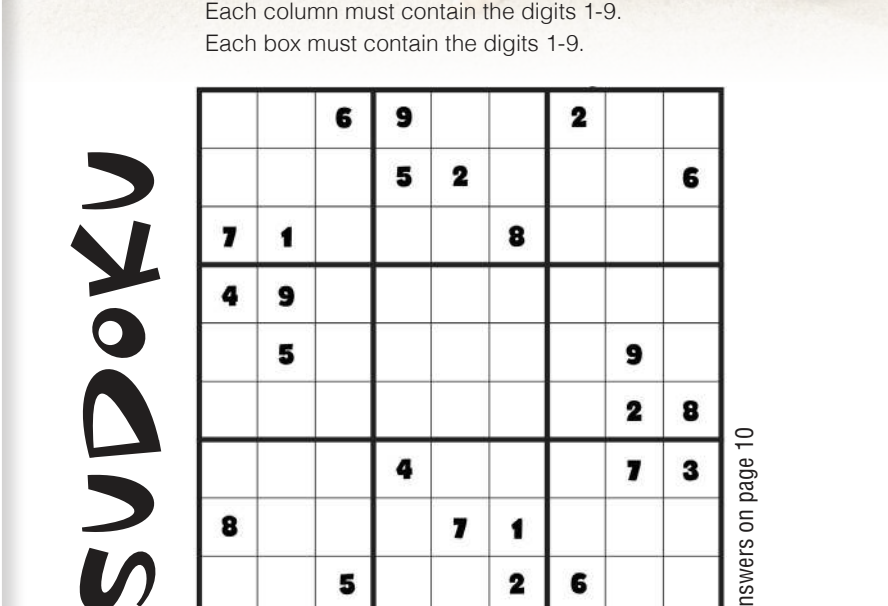 Each column must contain the digits 1-9.
Each box must contain the digits 1-9.
SUDOKU
6 9 2
5 2 6
7 1 8
4 9
5 9
2 8
4 7 3
8 7 1
5 2 6
nswers on page 10